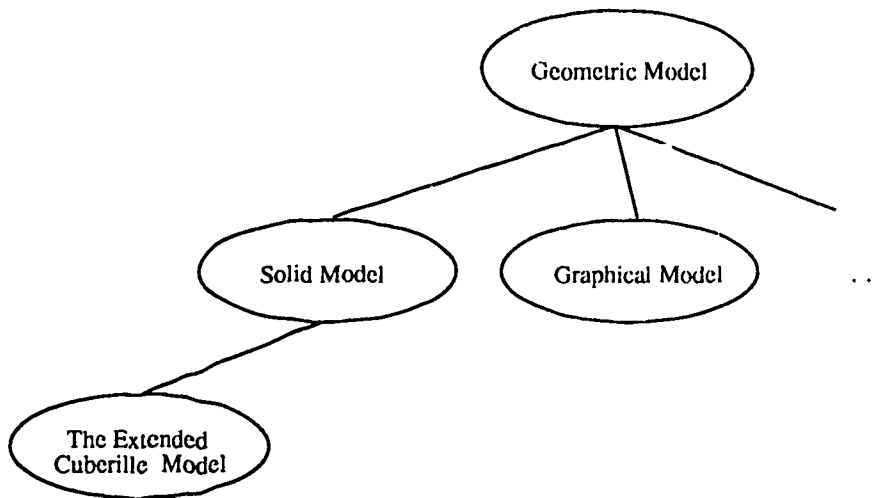 Geometric Model
Solid Model
Graphical Model
. .
The Extended
Cuberille Model